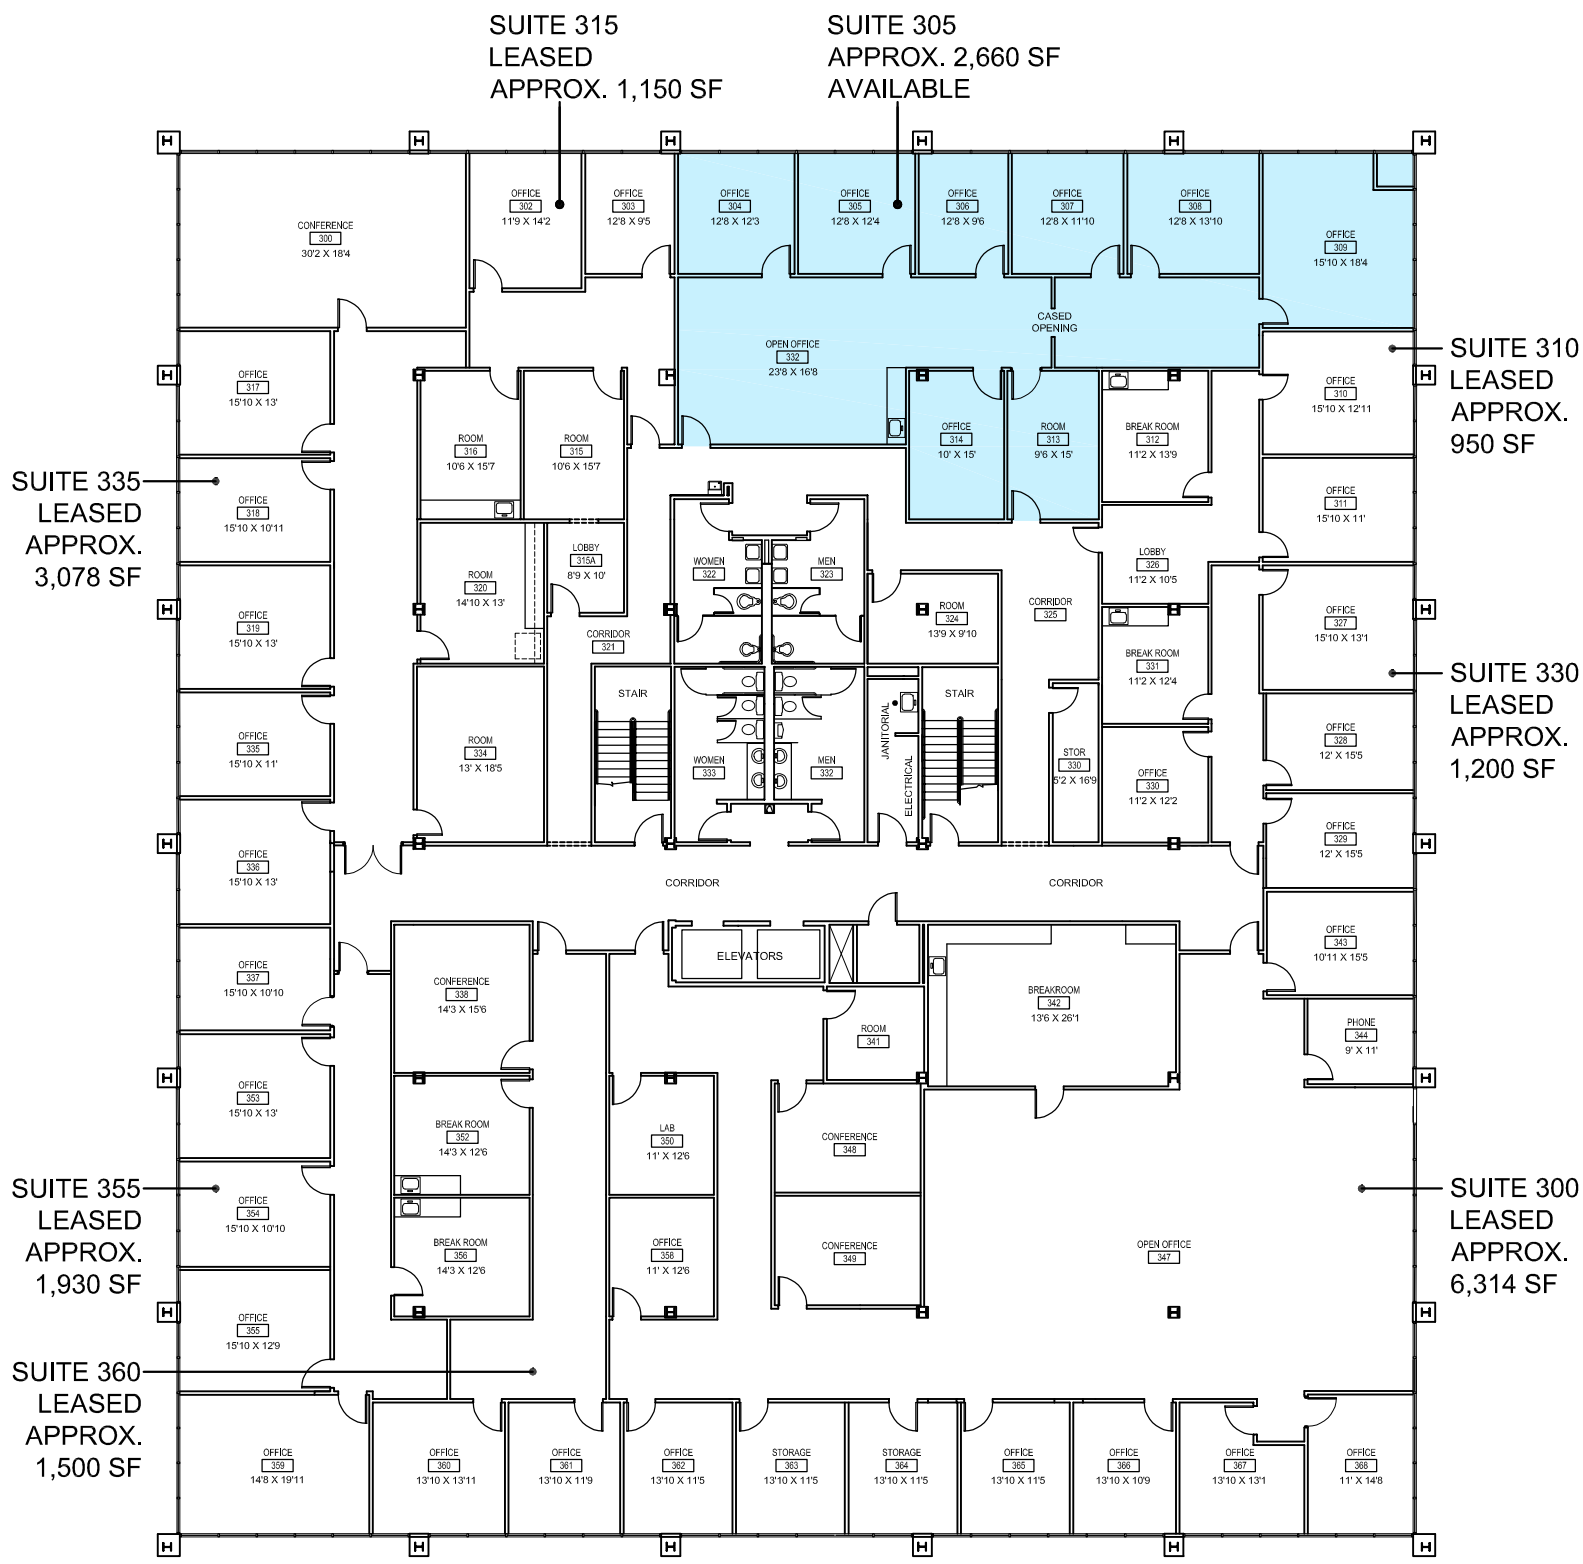 SUITE 315
LEASED
APPROX. 1,150 SF
SUITE 305
APPROX. 2,660 SF
AVAILABLE
CONFERENCE
300
30'2 X 18'4
OFFICE
302
11'9 X 14'2
OFFICE
303
12'8 X 9'5
OFFICE
304
12'8 X 12'3
OFFICE
305
12'8 X 12'4
OFFICE
306
12'8 X 9'6
OFFICE
307
12'8 X 11'10
OFFICE
308
12'8 X 13'10
OFFICE
309
15'10 X 18'4
CASED
OPENING
OPEN OFFICE
332
23'8 X 16'8
SUITE 310
LEASED
APPROX.
950 SF
OFFICE
317
15'10 X 13'
OFFICE
310
15'10 X 12'11
ROOM
316
10'6 X 15'7
ROOM
315
10'6 X 15'7
OFFICE
314
10' X 15'
ROOM
313
9'6 X 15'
BREAK ROOM
312
11'2 X 13'9
SUITE 335
LEASED
APPROX.
3,078 SF
OFFICE
318
15'10 X 10'11
OFFICE
311
15'10 X 11'
ROOM
320
14'10 X 13'
LOBBY
315A
8'9 X 10'
WOMEN
322
MEN
323
LOBBY
326
11'2 X 10'5
OFFICE
319
15'10 X 13'
CORRIDOR
321
ROOM
324
13'9 X 9'10
CORRIDOR
325
OFFICE
327
15'10 X 13'1
BREAK ROOM
331
11'2 X 12'4
SUITE 330
LEASED
APPROX.
1,200 SF
STAIR
STAIR
OFFICE
335
15'10 X 11'
ROOM
334
13' X 18'5
WOMEN
333
MEN
332
JANITORIAL
ELECTRICAL
STOR
330
5'2 X 16'9
OFFICE
330
11'2 X 12'2
OFFICE
328
12' X 15'5
OFFICE
329
12' X 15'5
OFFICE
336
15'10 X 13'
CORRIDOR
CORRIDOR
OFFICE
337
15'10 X 10'10
CONFERENCE
338
14'3 X 15'6
ELEVATORS
OFFICE
343
10'11 X 15'5
BREAKROOM
342
13'6 X 26'1
ROOM
341
PHONE
344
9' X 11'
OFFICE
353
15'10 X 13'
BREAK ROOM
352
14'3 X 12'6
LAB
350
11' X 12'6
CONFERENCE
348
SUITE 355
LEASED
APPROX.
1,930 SF
OFFICE
354
15'10 X 10'10
BREAK ROOM
356
14'3 X 12'6
OFFICE
358
11' X 12'6
CONFERENCE
349
OPEN OFFICE
347
SUITE 300
LEASED
APPROX.
6,314 SF
OFFICE
355
15'10 X 12'9
SUITE 360
LEASED
APPROX.
1,500 SF
OFFICE
359
14'8 X 19'11
OFFICE
360
13'10 X 13'11
OFFICE
361
13'10 X 11'9
OFFICE
362
13'10 X 11'5
STORAGE
363
13'10 X 11'5
STORAGE
364
13'10 X 11'5
OFFICE
365
13'10 X 11'5
OFFICE
366
13'10 X 10'9
OFFICE
367
13'10 X 13'1
OFFICE
368
11' X 14'8